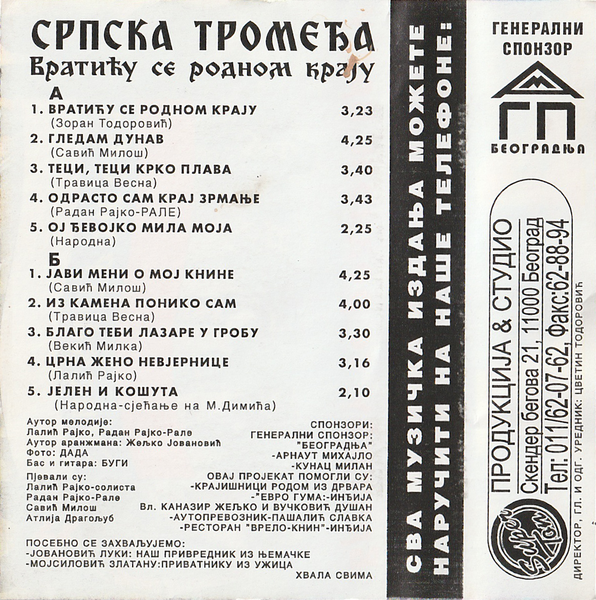 СРПСКА ТРОМЕЂА
Вратићу се родном крају
А
1. ВРАТИЋУ СЕ РОДНОМ КРАЈУ 3,23
(Зоран Тодоровић)
2. ГЛЕДАМ ДУНАВ 4,25
(Савић Милош)
3. ТЕЦИ, ТЕЦИ КРКО ПЛАВА 3,40
(Травица Весна)
4. ОДРАСТО САМ КРАЈ ЗРМАЊЕ 3,43
(Радан Рајко-РАЛЕ)
5. ОЈ ЂЕВОЈКО МИЛА МОЈА 2,25
(Народна)
Б
1. ЈАВИ МЕНИ О МОЈ КНИНЕ 4,25
(Савић Милош)
2. ИЗ КАМЕНА ПОНИКО САМ 4,00
(Травица Весна)
3. БЛАГО ТЕБИ ЛАЗАРЕ У ГРОБУ 3,30
(Векић Милка)
4. ЦРНА ЖЕНО НЕВЈЕРНИЦЕ 3,16
(Лалић Рајко)
5. ЈЕЛЕН И КОШУТА 2,10
(Народна-сјећање на М.Димића)
Аутор мелодије:
Лалић Рајко, Радан Рајко-Рале
Аутор аранжмана: Жељко Јовановић
Фото: ДАДА
Бас и гитара: БУГИ
Пјевали су:
Лалић Рајко-солиста
Радан Рајко-Рале
Савић Милош
Атлија Драгољуб
СПОНЗОРИ:
ГЕНЕРАЛНИ СПОНЗОР:
"БЕОГРАДЊА"
-АРНАУТ МИХАЈЛО
-КУНАЦ МИЛАН
ОВАЈ ПРОЈЕКАТ ПОМОГЛИ СУ:
-КРАЈИШНИЦИ РОДОМ ИЗ ДРВАРА
-"ЕВРО ГУМА:-ИНЂИЈА
Вл. КАНАЗИР ЖЕЉКО И ВУЧКОВИЋ ДУШАН
-АУТОПРЕВОЗНИК-ПАШАЛИЋ СЛАВКА
-РЕСТОРАН "ВРЕЛО-КНИН"-ИНЂИЈА
ПОСЕБНО СЕ ЗАХВАЉУЈЕМО:
-ЈОВАНОВИЋ ЛУКИ: НАШ ПРИВРЕДНИК ИЗ ЊЕМАЧКЕ
-МОЈСИЛОВИЋ ЗЛАТАНУ:ПРИВАТНИКУ ИЗ УЖИЦА
ХВАЛА СВИМА
СВА МУЗИЧКА ИЗДАЊА МОЖЕТЕ
НАРУЧИТИ НА НАШЕ ТЕЛЕФОНЕ:
ГЕНЕРАЛНИ
СПОНЗОР
АГП
БЕОГРАДЊА
ПРОДУКЦИЈА & СТУДИО
Скендер бегова 21, 11000 Београд
Тел: 011/62-07-62, Факс:62-88-94
Super Ton
ДИРЕКТОР, ГЛ. И ОДГ. УРЕДНИК: ЦВЕТИН ТОДОРОВИЋ